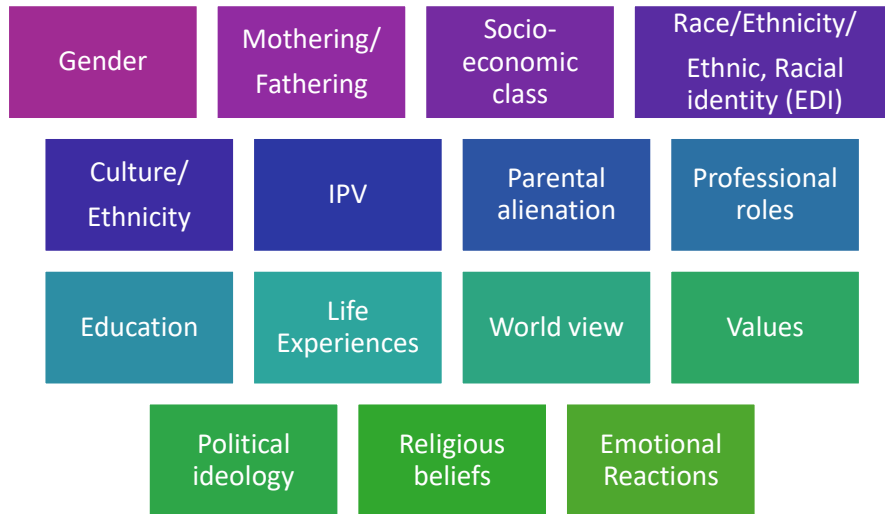 Gender
Mothering/
Fathering
Socio-
economic
class
Race/Ethnicity/
Ethnic, Racial
identity (EDI)
Culture/
Ethnicity
IPV
Parental
alienation
Professional
roles
Education
Life
Experiences
World view
Values
Political
ideology
Religious
beliefs
Emotional
Reactions